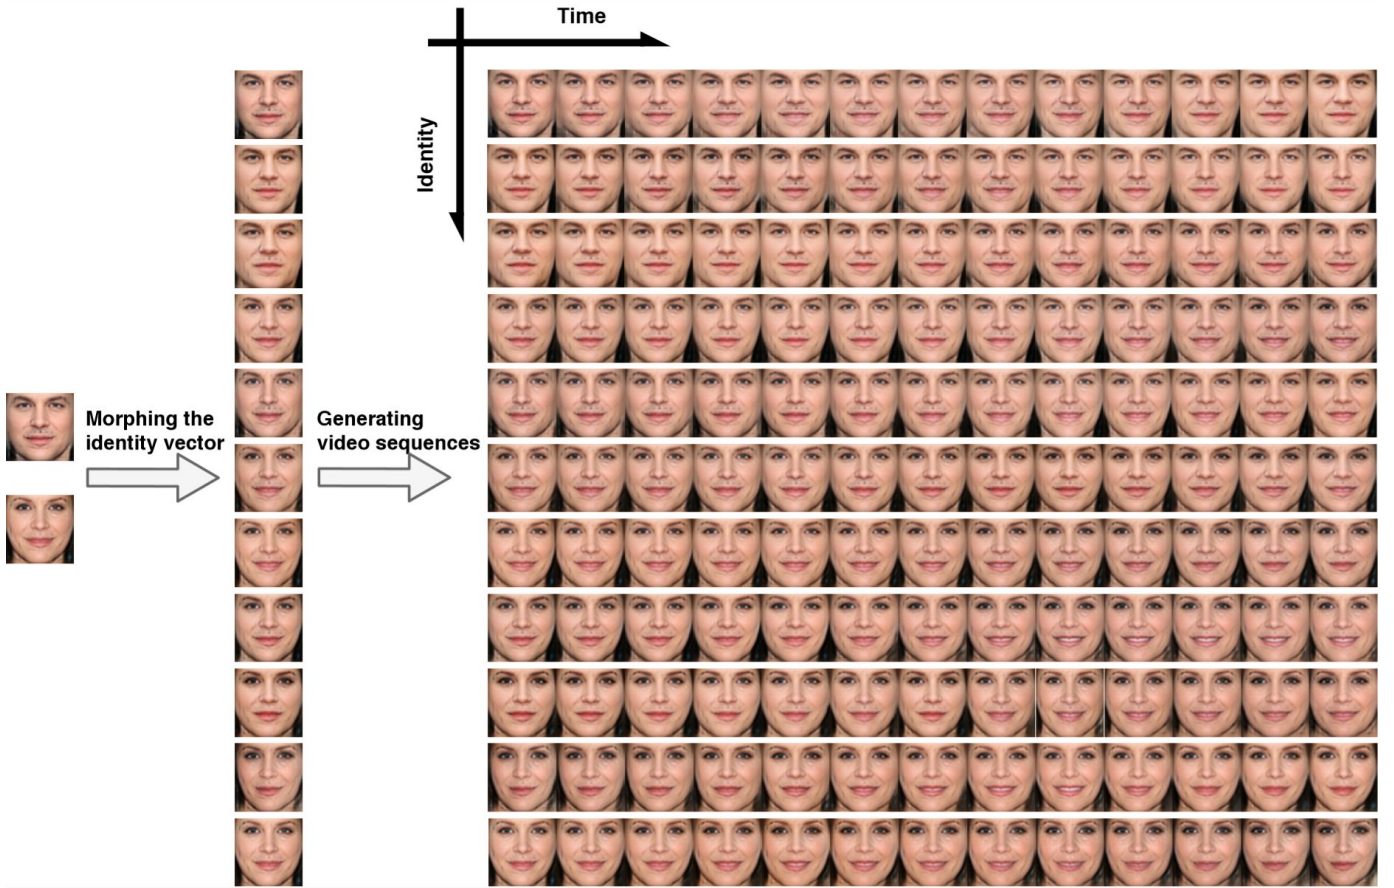 Time
Identity
Morphing the
identity vector
Generating
video sequences